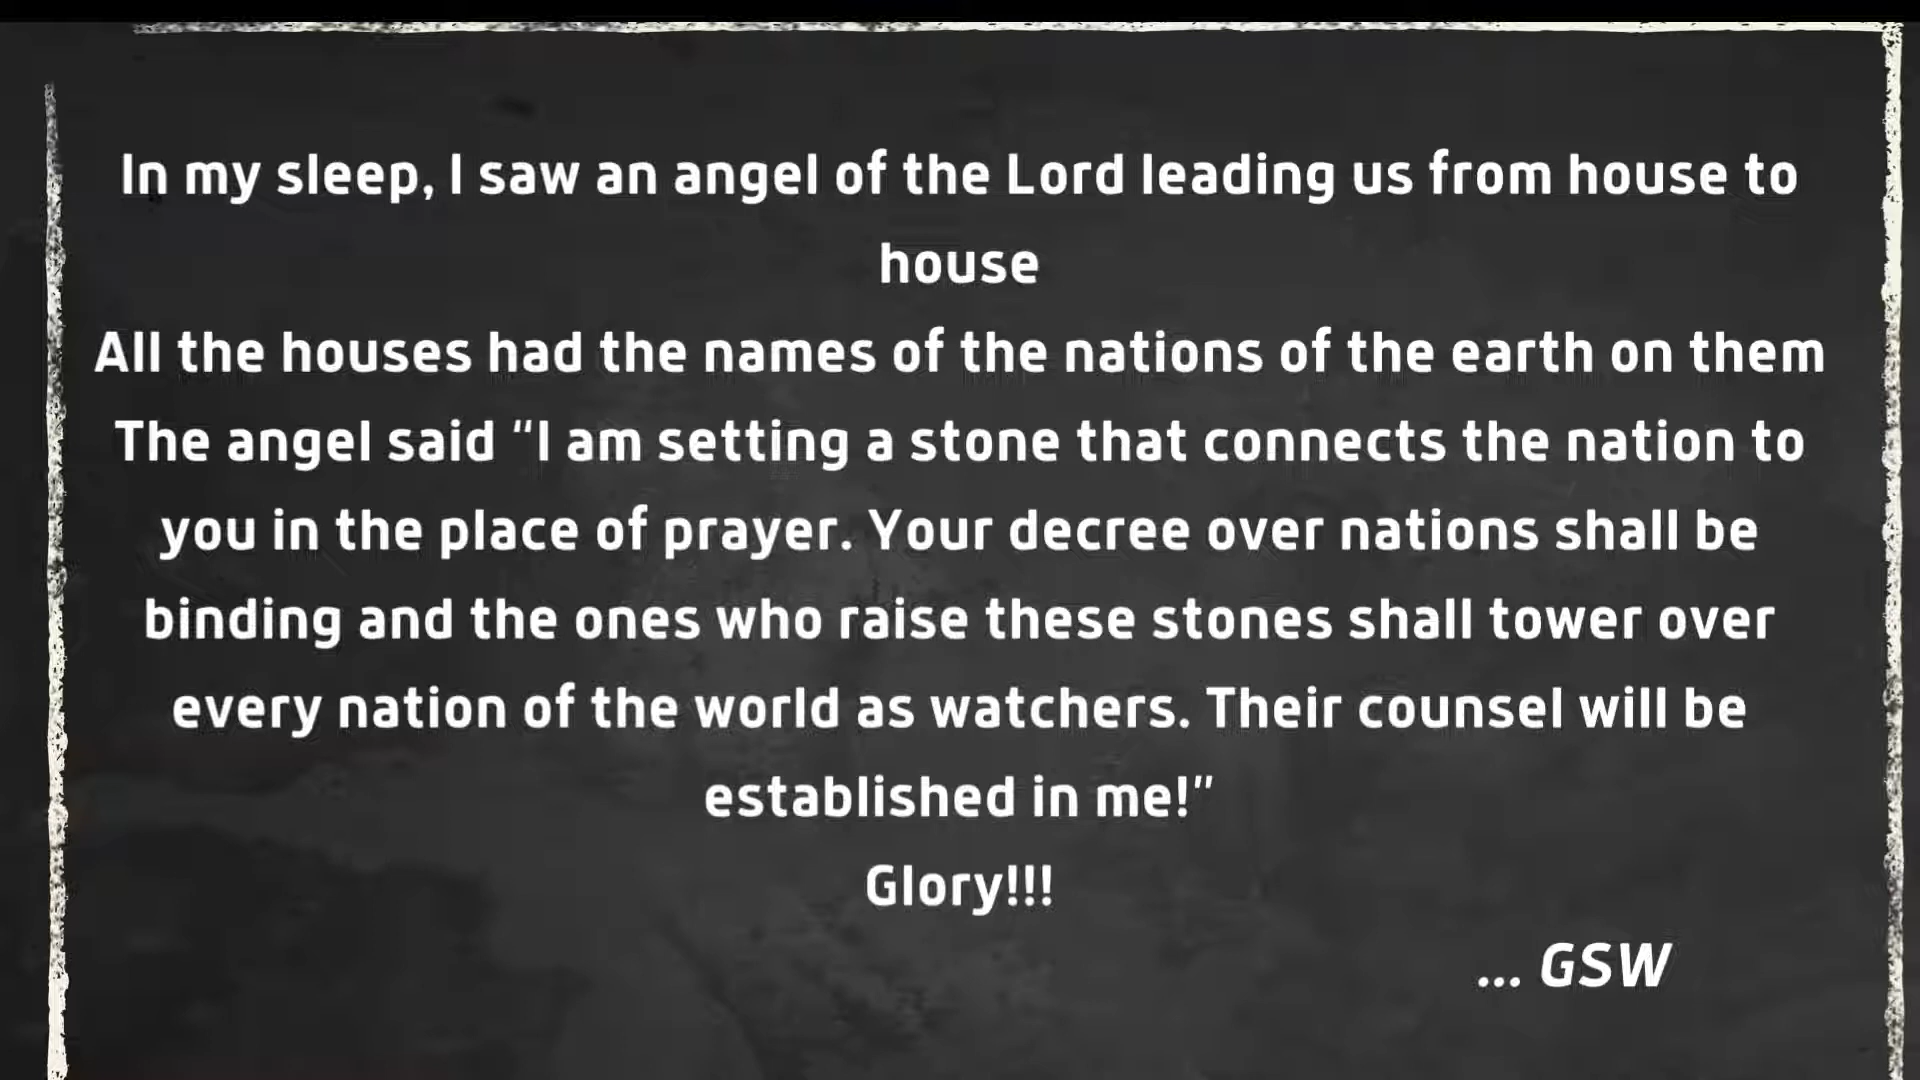 In my sleep, I saw an angel of the Lord leading us from house to
house
All the houses had the names of the nations of the earth on them
The angel said “I am setting a stone that connects the nation to
you in the place of prayer. Your decree over nations shall be
binding and the ones who raise these stones shall tower over
every nation of the world as watchers. Their counsel will be
established in me!”
Glory!!!
... GSW